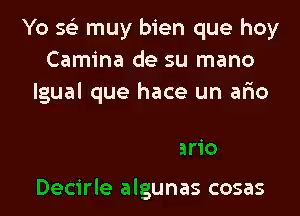 Yo sé muy bien que hoy
Camina de su mano
Igual que hace un año
ario
Decirle algunas cosas